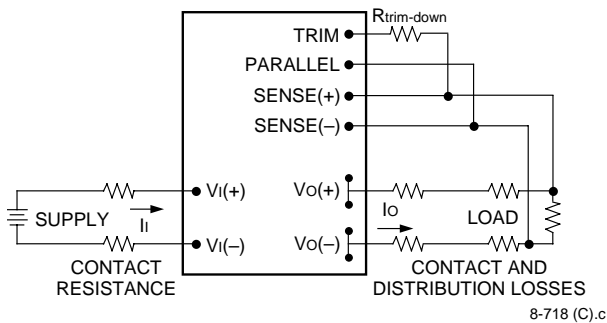 Rtrim-down
TRIM
PARALLEL
SENSE(+)
SENSE(–)
VI(+)
VO(+)
IO
SUPPLY
II
LOAD
VI(–)
VO(–)
CONTACT
RESISTANCE
CONTACT AND
DISTRIBUTION LOSSES
8-718 (C).c